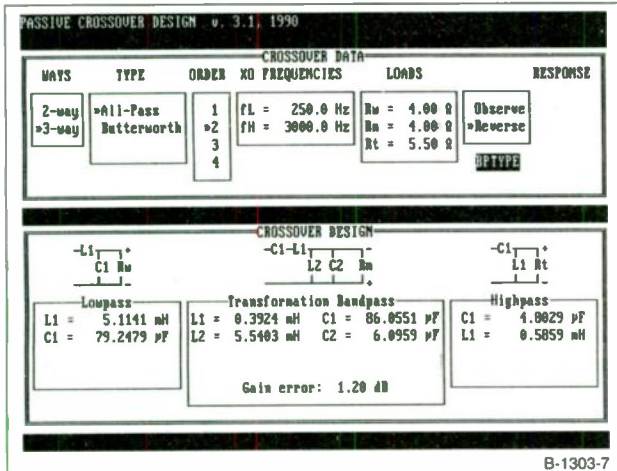 PASSIVE CROSSOVER DESIGN v. 3.1, 1990
CROSSOVER DATA
WAYS TYPE ORDER XO FREQUENCIES LOADS RESPONSE
2-way »All-Pass 1 fL = 250.0 Hz Rw = 4.00 Ω Observe
»3-way Butterworth »2 fH = 3000.0 Hz Rm = 4.00 Ω »Reverse
3 Rt = 5.50 Ω
4 BPTYPE
CROSSOVER DESIGN
-L1 + -C1-L1 - -C1 +
C1 Rw L2 C2 Rm L1 Rt
- + -
Lowpass Transformation Bandpass Highpass
L1 = 5.1141 mH L1 = 0.3924 mH C1 = 86.0551 µF C1 = 4.8029 µF
C1 = 79.2479 µF L2 = 5.5403 mH C2 = 6.0959 µF L1 = 0.5859 mH
Gain error: 1.20 dB
B-1303-7